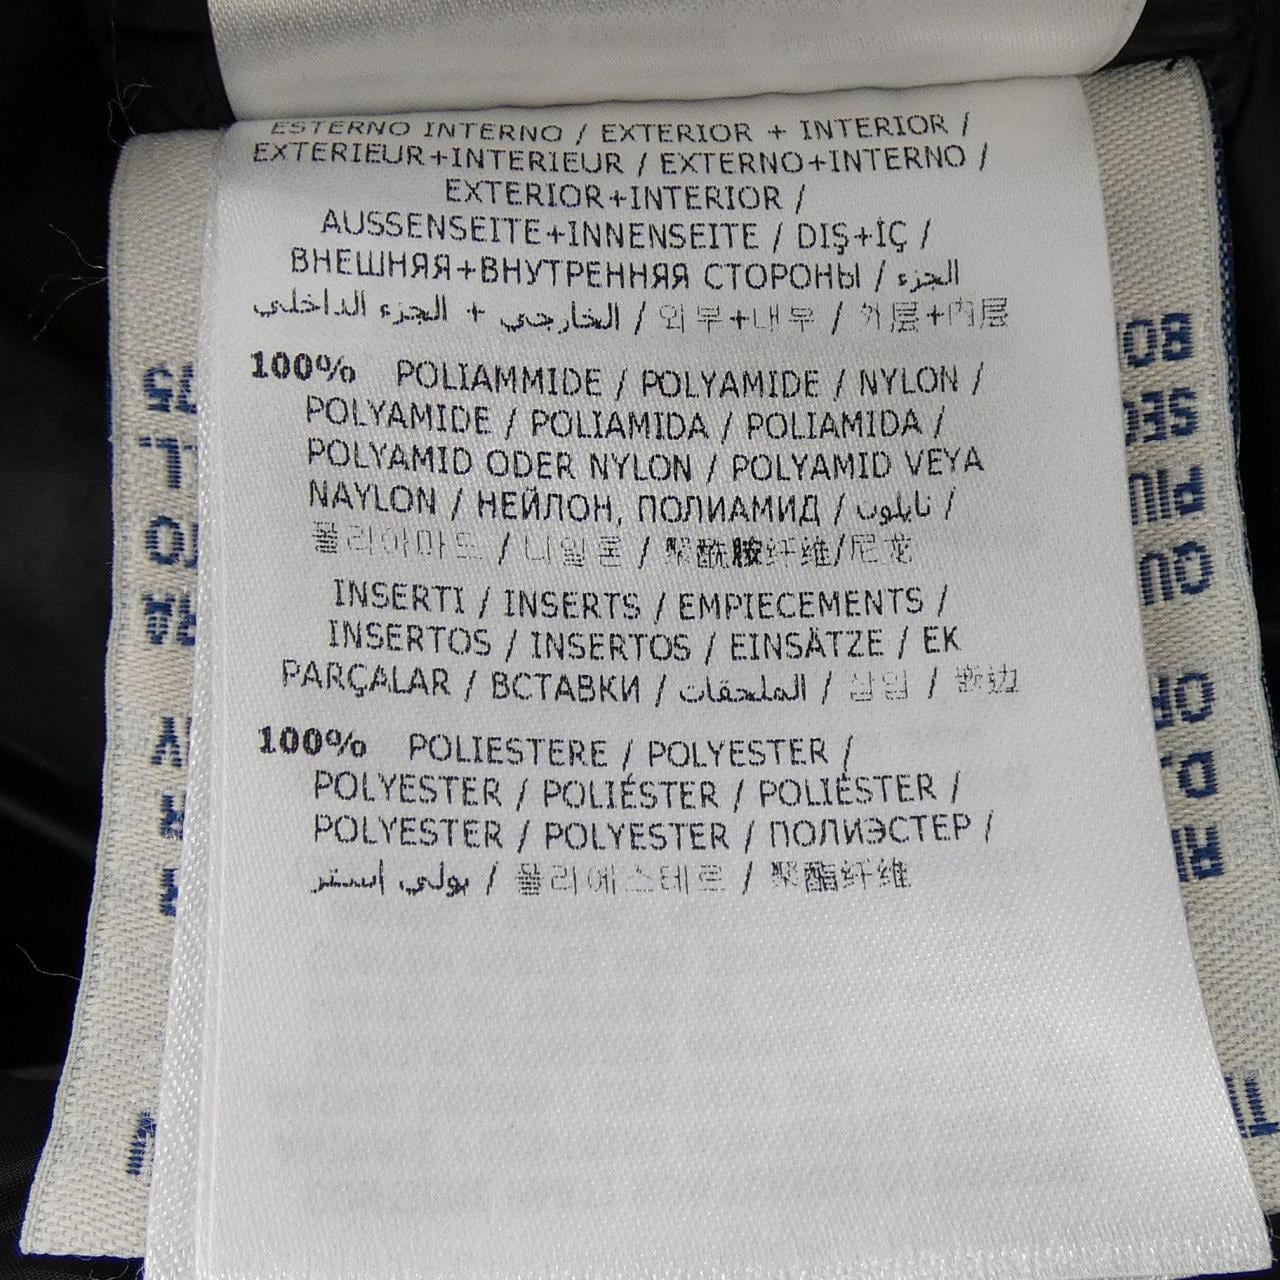 ESTERNO INTERNO / EXTERIOR + INTERIOR /
EXTERIEUR+INTERIEUR / EXTERNO+INTERNO /
EXTERIOR+INTERIOR /
AUSSENSEITE+INNENSEITE / DIŞ+İÇ /
ВНЕШНЯЯ+ВНУТРЕННЯЯ СТОРОНЫ / الجزء
الخارجي + الجزء الداخلي / 외부+내부 / 外层+内层
100% POLIAMMIDE / POLYAMIDE / NYLON /
POLYAMIDE / POLIAMIDA / POLIAMIDA /
POLYAMID ODER NYLON / POLYAMID VEYA
NAYLON / НЕЙЛОН, ПОЛИАМИД / نايلون /
폴리아마드 / 니일론 / 聚酰胺纤维/尼龙
INSERTI / INSERTS / EMPIECEMENTS /
INSERTOS / INSERTOS / EINSÄTZE / EK
PARÇALAR / ВСТАВКИ / الملحقات / 삽입 / 嵌边
100% POLIESTERE / POLYESTER /
POLYESTER / POLIÉSTER / POLIÉSTER /
POLYESTER / POLYESTER / ПОЛИЭСТЕР /
بولي أستر / 폴리에스테르 / 聚酯纤维